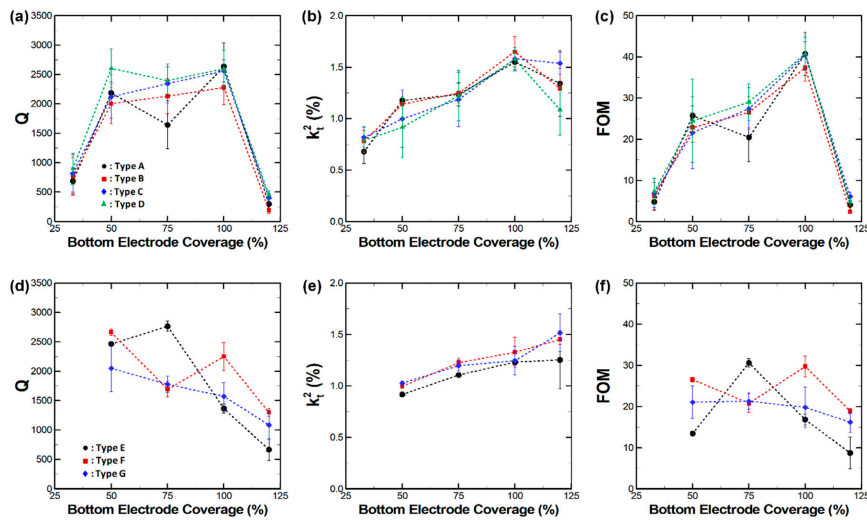 (a)
3500
3000
2500
2000
1500
1000
500
0
Q
: Type A
: Type B
: Type C
: Type D
25
50
75
100
125
Bottom Electrode Coverage (%)
(b)
2.0
1.5
1.0
0.5
0.0
kt² (%)
25
50
75
100
125
Bottom Electrode Coverage (%)
(c)
50
40
30
20
10
0
FOM
25
50
75
100
125
Bottom Electrode Coverage (%)
(d)
3500
3000
2500
2000
1500
1000
500
0
Q
: Type E
: Type F
: Type G
25
50
75
100
125
Bottom Electrode Coverage (%)
(e)
2.0
1.5
1.0
0.5
0.0
kt² (%)
25
50
75
100
125
Bottom Electrode Coverage (%)
(f)
50
40
30
20
10
0
FOM
25
50
75
100
125
Bottom Electrode Coverage (%)